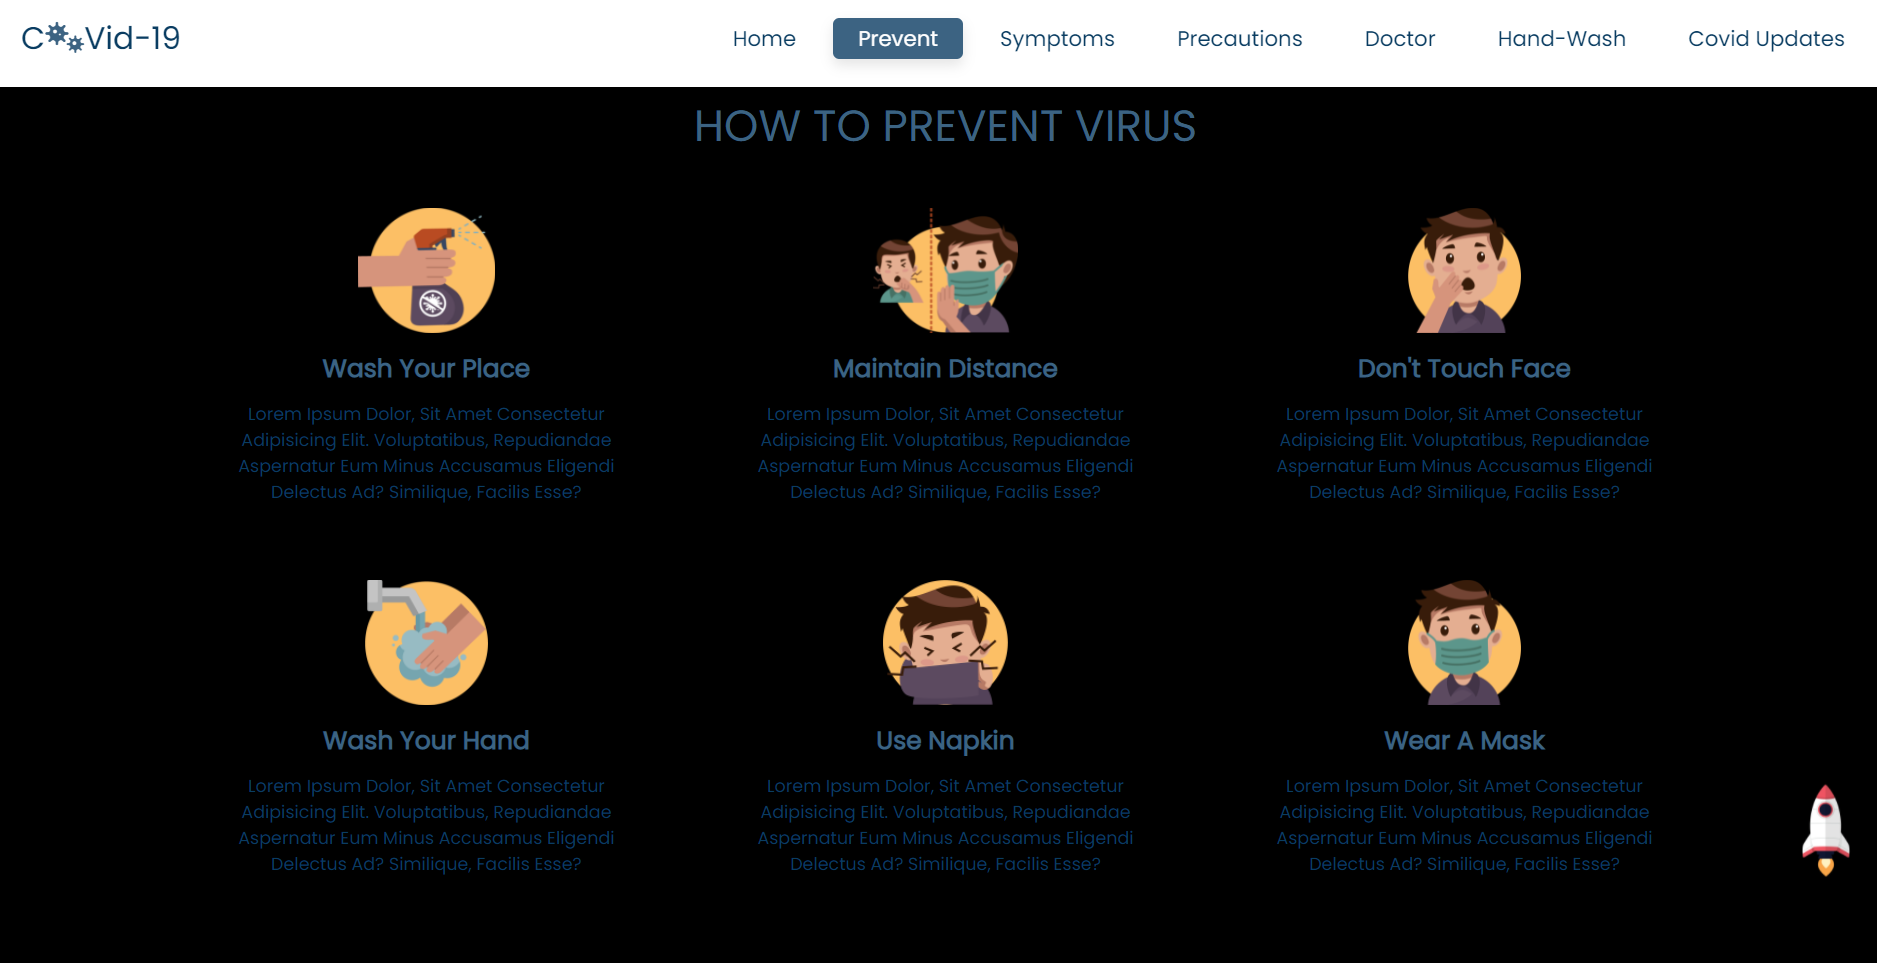 C Vid-19
Home Prevent Symptoms Precautions Doctor Hand-Wash Covid Updates
HOW TO PREVENT VIRUS
Wash Your Place
Lorem Ipsum Dolor, Sit Amet Consectetur
Adipisicing Elit. Voluptatibus, Repudiandae
Aspernatur Eum Minus Accusamus Eligendi
Delectus Ad? Similique, Facilis Esse?
Maintain Distance
Lorem Ipsum Dolor, Sit Amet Consectetur
Adipisicing Elit. Voluptatibus, Repudiandae
Aspernatur Eum Minus Accusamus Eligendi
Delectus Ad? Similique, Facilis Esse?
Don't Touch Face
Lorem Ipsum Dolor, Sit Amet Consectetur
Adipisicing Elit. Voluptatibus, Repudiandae
Aspernatur Eum Minus Accusamus Eligendi
Delectus Ad? Similique, Facilis Esse?
Wash Your Hand
Lorem Ipsum Dolor, Sit Amet Consectetur
Adipisicing Elit. Voluptatibus, Repudiandae
Aspernatur Eum Minus Accusamus Eligendi
Delectus Ad? Similique, Facilis Esse?
Use Napkin
Lorem Ipsum Dolor, Sit Amet Consectetur
Adipisicing Elit. Voluptatibus, Repudiandae
Aspernatur Eum Minus Accusamus Eligendi
Delectus Ad? Similique, Facilis Esse?
Wear A Mask
Lorem Ipsum Dolor, Sit Amet Consectetur
Adipisicing Elit. Voluptatibus, Repudiandae
Aspernatur Eum Minus Accusamus Eligendi
Delectus Ad? Similique, Facilis Esse?